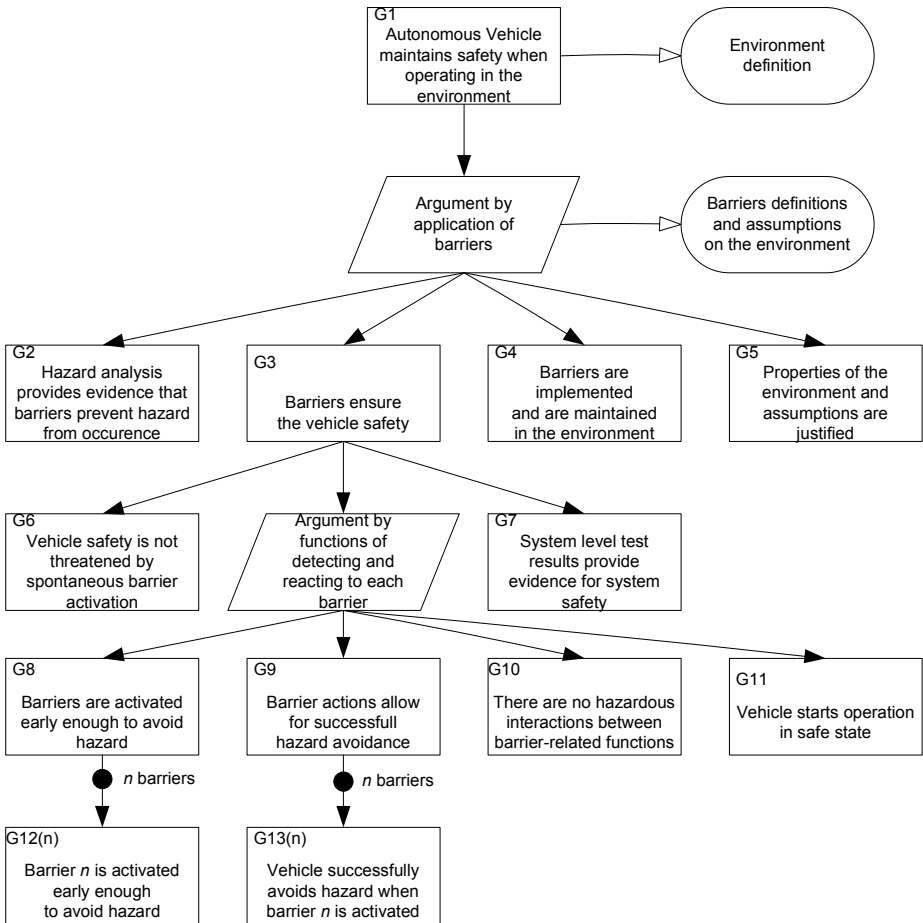 G1
Autonomous Vehicle
maintains safety when
operating in the
environment
Environment
definition
Argument by
application of
barriers
Barriers definitions
and assumptions
on the environment
G2
Hazard analysis
provides evidence that
barriers prevent hazard
from occurence
G3
Barriers ensure
the vehicle safety
G4
Barriers are
implemented
and are maintained
in the environment
G5
Properties of the
environment and
assumptions are
justified
G6
Vehicle safety is not
threatened by
spontaneous barrier
activation
Argument by
functions of
detecting and
reacting to each
barrier
G7
System level test
results provide
evidence for system
safety
G8
Barriers are activated
early enough to avoid
hazard
G9
Barrier actions allow
for successfull
hazard avoidance
G10
There are no hazardous
interactions between
barrier-related functions
G11
Vehicle starts operation
in safe state
n barriers
n barriers
G12(n)
Barrier n is activated
early enough
to avoid hazard
G13(n)
Vehicle successfully
avoids hazard when
barrier n is activated